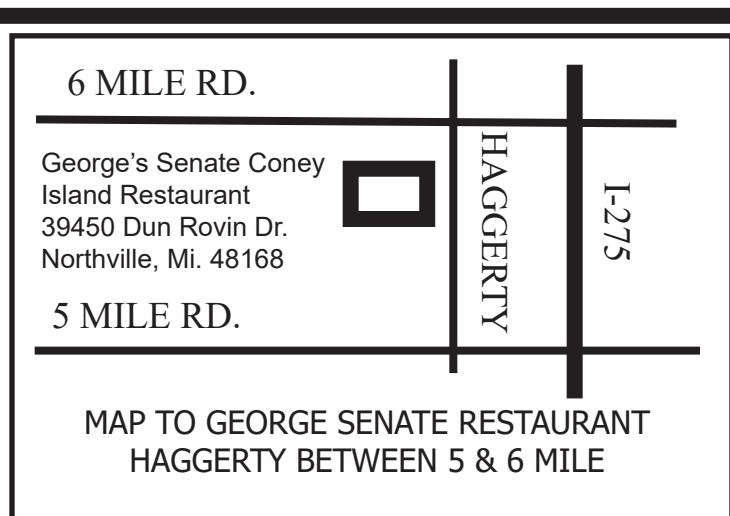 6 MILE RD.
George’s Senate Coney
Island Restaurant
39450 Dun Rovin Dr.
Northville, Mi. 48168
HAGGERTY
I-275
5 MILE RD.
MAP TO GEORGE SENATE RESTAURANT
HAGGERTY BETWEEN 5 & 6 MILE